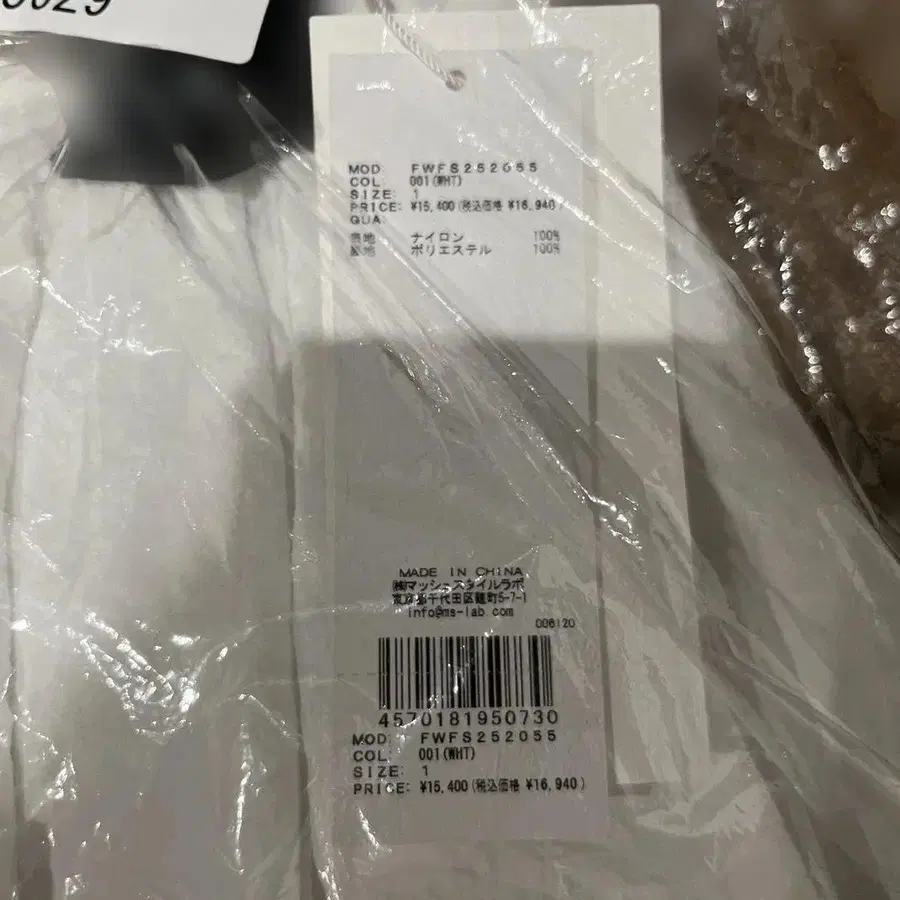 MOD: FWFS252055
COL: 001(WHT)
SIZE: 1
PRICE: ¥15,400(税込価格 ¥16,940)
QUA:
表地 ナイロン 100%
裏地 ポリエステル 100%
MADE IN CHINA
㈱マッシュスタイルラボ
東京都千代田区麹町5-7-1
info@ms-lab.com
006120
4570181950730
MOD: FWFS252055
COL: 001(WHT)
SIZE: 1
PRICE: ¥15,400(税込価格 ¥16,940)